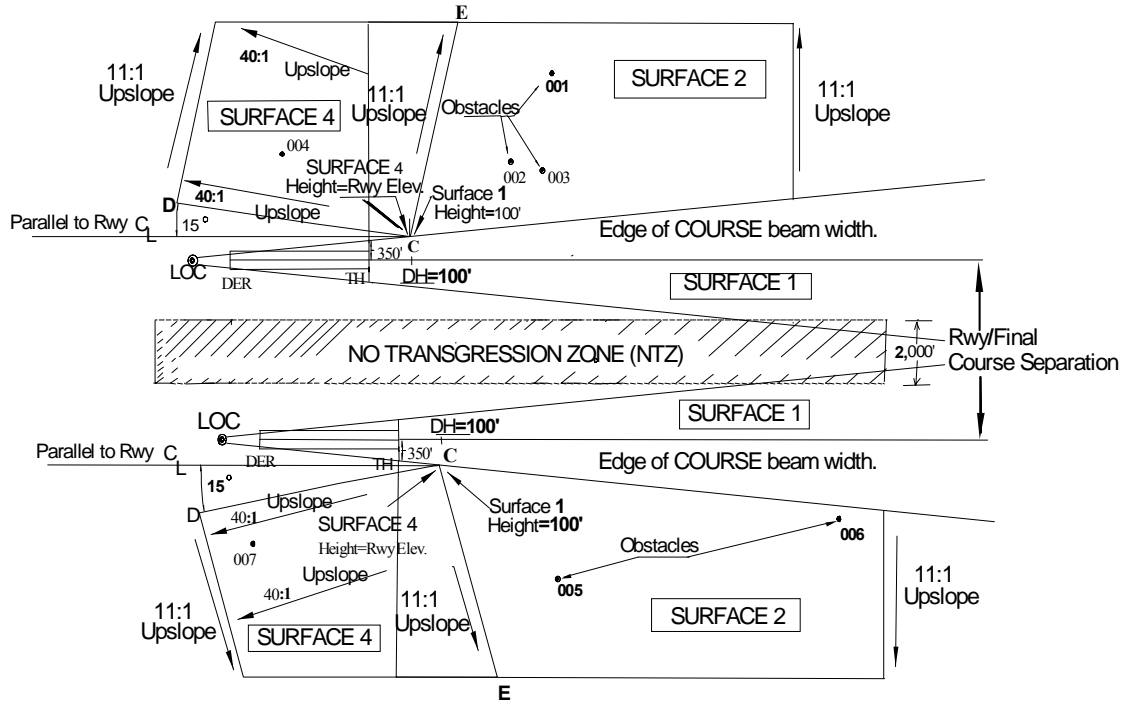 E
40:1
Upslope
11:1
Upslope
SURFACE 4
11:1
Upslope
001
SURFACE 2
11:1
Upslope
Obstacles
004
002
003
SURFACE 4
Height=Rwy Elev.
Surface 1
Height=100'
D
40:1
Upslope
15°
Parallel to Rwy CL
C
350'
Edge of COURSE beam width.
LOC
DER
TH
DH=100'
SURFACE 1
NO TRANSGRESSION ZONE (NTZ)
2,000'
Rwy/Final
Course Separation
LOC
DH=100'
SURFACE 1
Parallel to Rwy CL
DER
TH
350'
C
Edge of COURSE beam width.
15°
D
Upslope
40:1
SURFACE 4
Height=Rwy Elev.
Surface 1
Height=100'
007
Obstacles
006
005
Upslope
40:1
11:1
Upslope
11:1
Upslope
11:1
Upslope
SURFACE 4
SURFACE 2
E